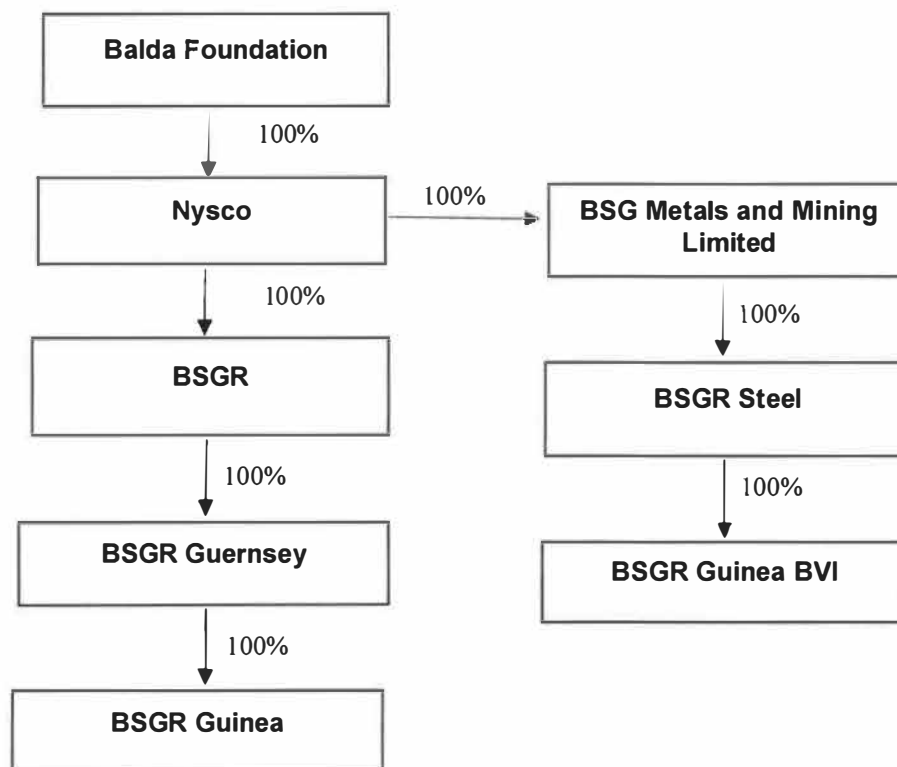 Balda Foundation
100%
Nysco
100%
BSG Metals and Mining
Limited
100%
100%
BSGR
BSGR Steel
100%
100%
BSGR Guernsey
BSGR Guinea BVI
100%
BSGR Guinea